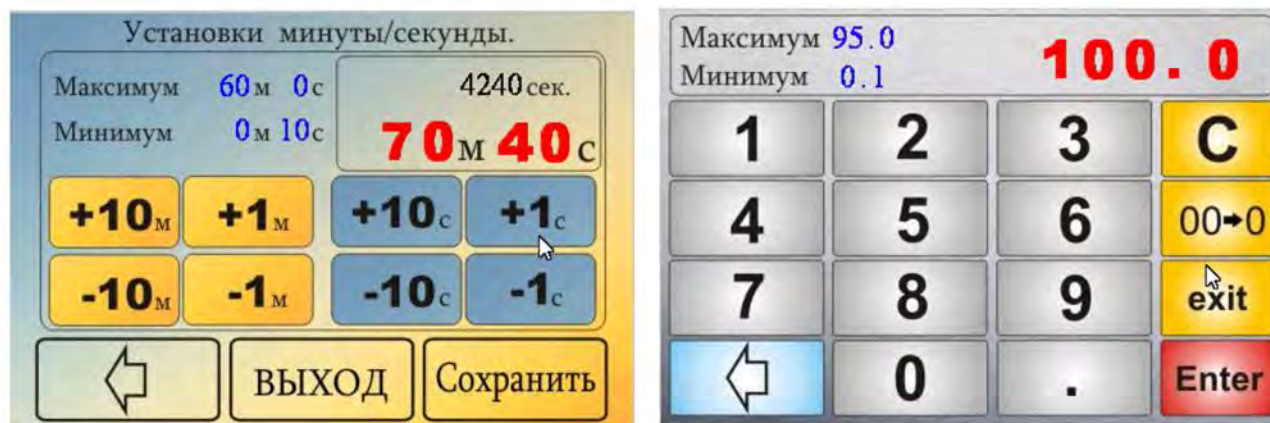 Установки минуты/секунды.
Максимум 60м 0с
Минимум 0м 10с
4240сек.
70м 40с
+10м +1м +10с +1с
-10м -1м -10с -1с
ВЫХОД Сохранить
Максимум 95.0
Минимум 0.1
100.0
1 2 3 C
4 5 6 00→0
7 8 9 exit
0 . Enter